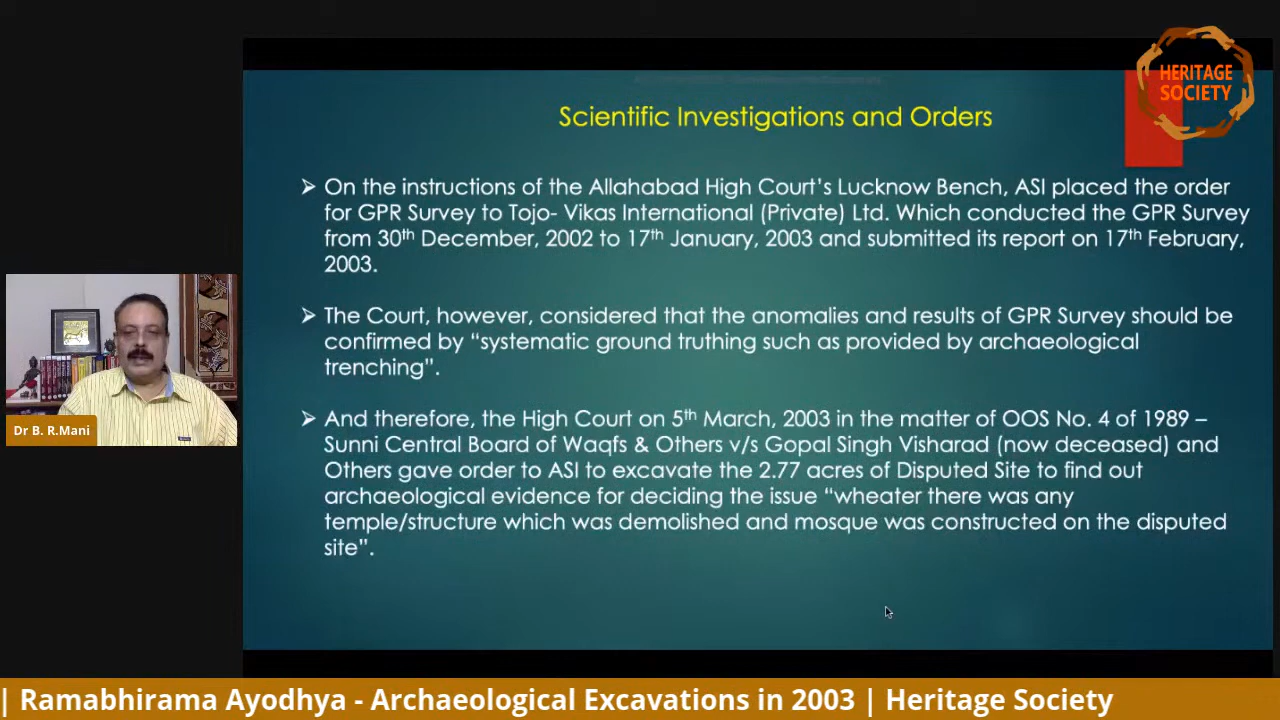 HERITAGE
SOCIETY
Scientific Investigations and Orders
➢ On the instructions of the Allahabad High Court’s Lucknow Bench, ASI placed the order
for GPR Survey to Tojo- Vikas International (Private) Ltd. Which conducted the GPR Survey
from 30th December, 2002 to 17th January, 2003 and submitted its report on 17th February,
2003.
➢ The Court, however, considered that the anomalies and results of GPR Survey should be
confirmed by “systematic ground truthing such as provided by archaeological
trenching”.
➢ And therefore, the High Court on 5th March, 2003 in the matter of OOS No. 4 of 1989 –
Sunni Central Board of Waqfs & Others v/s Gopal Singh Visharad (now deceased) and
Others gave order to ASI to excavate the 2.77 acres of Disputed Site to find out
archaeological evidence for deciding the issue “wheater there was any
temple/structure which was demolished and mosque was constructed on the disputed
site”.
Dr B. R.Mani
| Ramabhirama Ayodhya - Archaeological Excavations in 2003 | Heritage Society